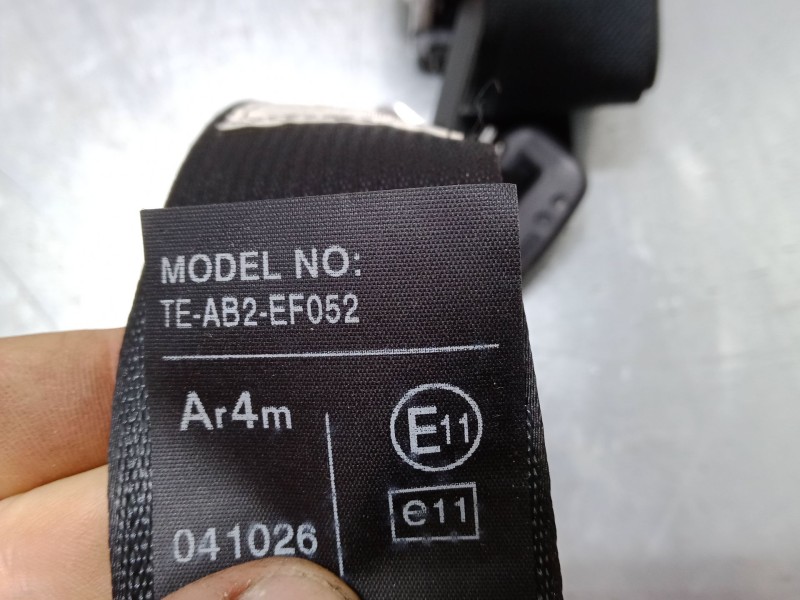 MODEL NO:
TE-AB2-EF052
Ar4m
E11
e11
041026